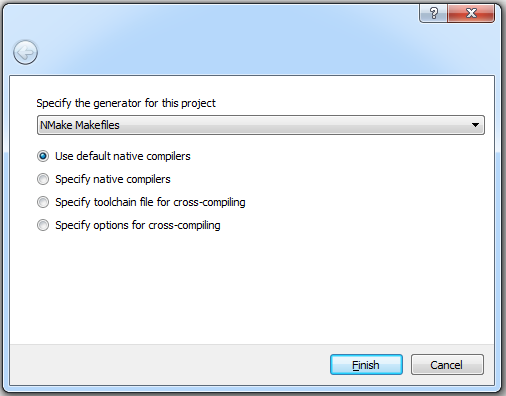 Specify the generator for this project
NMake Makefiles
Use default native compilers
Specify native compilers
Specify toolchain file for cross-compiling
Specify options for cross-compiling
Finish
Cancel